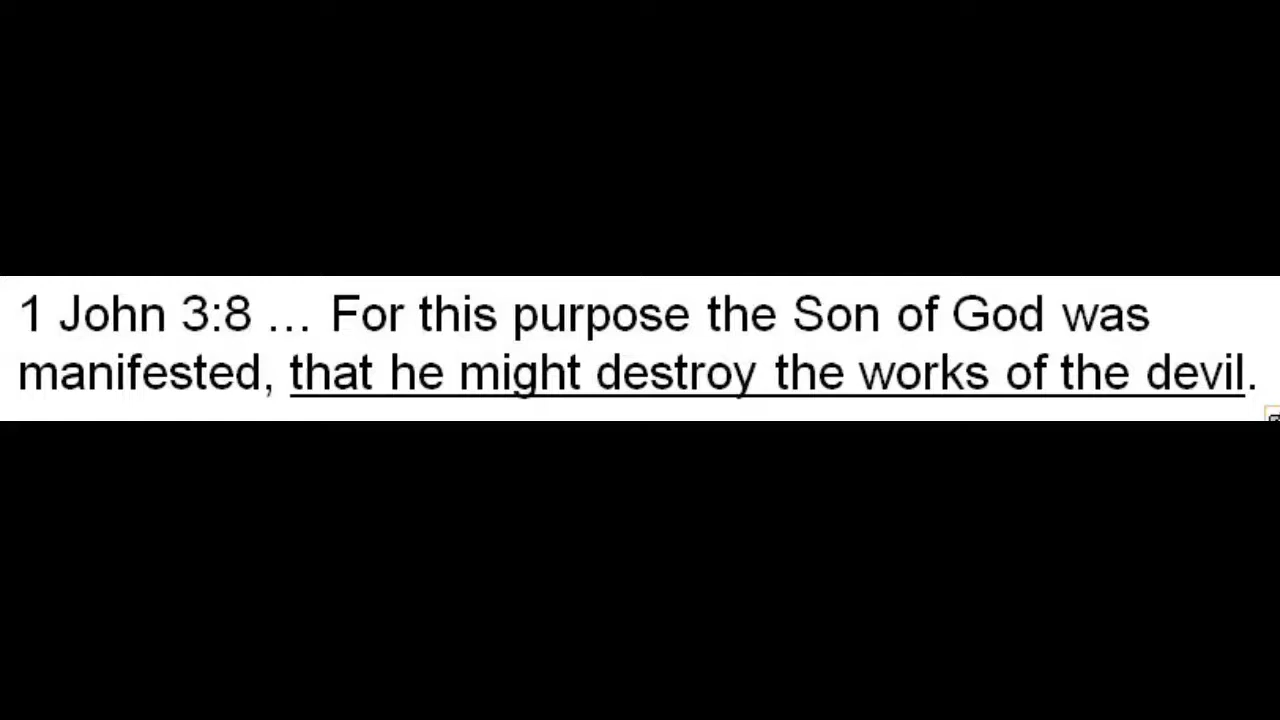 1 John 3:8 … For this purpose the Son of God was
manifested, that he might destroy the works of the devil.